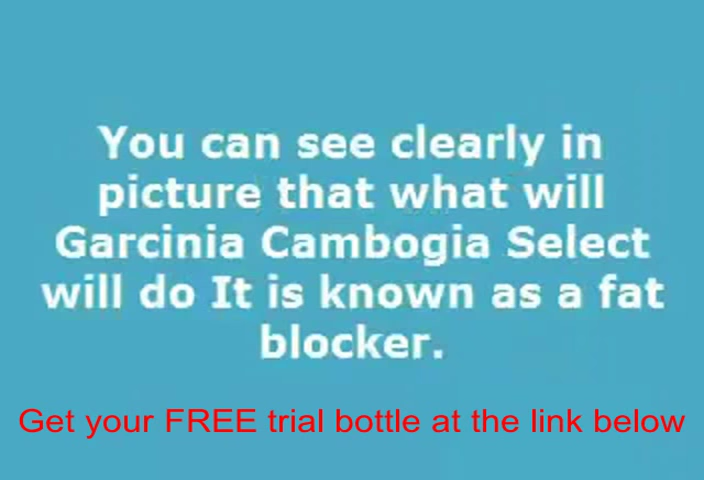 You can see clearly in
picture that what will
Garcinia Cambogia Select
will do It is known as a fat
blocker.
Get your FREE trial bottle at the link below